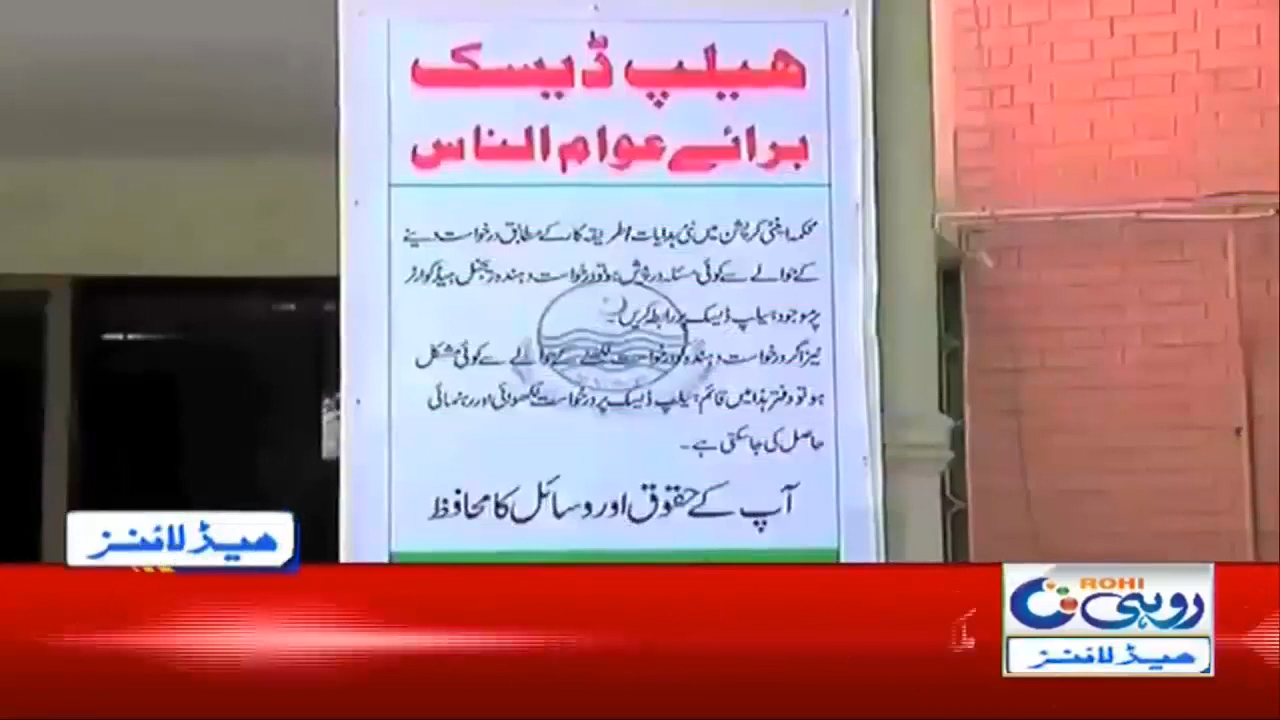 ھیلپ ڈیسک
برائے عوام الناس
محکمہ اینٹی کرپشن میں نئی ہدایات/طریقہ کار کے مطابق درخواست دینے
کے حوالے سے کوئی مسئلہ درپیش ہو تو درخواست دہندہ ریجنل ہیڈ کوارٹر
پر موجود ہیلپ ڈیسک پر رابطہ کریں۔
نیز اگر درخواست دہندہ کو درخواست لکھنے کے حوالے سے کوئی مشکل
ہو تو دفتر ہذا میں قائم ہیلپ ڈیسک پر درخواست لکھوائی اور رہنمائی
حاصل کی جا سکتی ہے۔
آپ کے حقوق اور وسائل کا محافظ
ھیڈ لائنز
ROHI
روہی
ھیڈ لائنز